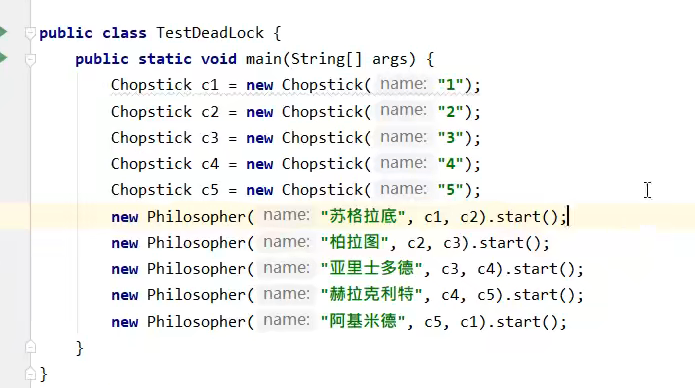 public class TestDeadLock {
    public static void main(String[] args) {
        Chopstick c1 = new Chopstick( name: "1");
        Chopstick c2 = new Chopstick( name: "2");
        Chopstick c3 = new Chopstick( name: "3");
        Chopstick c4 = new Chopstick( name: "4");
        Chopstick c5 = new Chopstick( name: "5");
        new Philosopher( name: "苏格拉底", c1, c2).start();
        new Philosopher( name: "柏拉图", c2, c3).start();
        new Philosopher( name: "亚里士多德", c3, c4).start();
        new Philosopher( name: "赫拉克利特", c4, c5).start();
        new Philosopher( name: "阿基米德", c5, c1).start();
    }
}